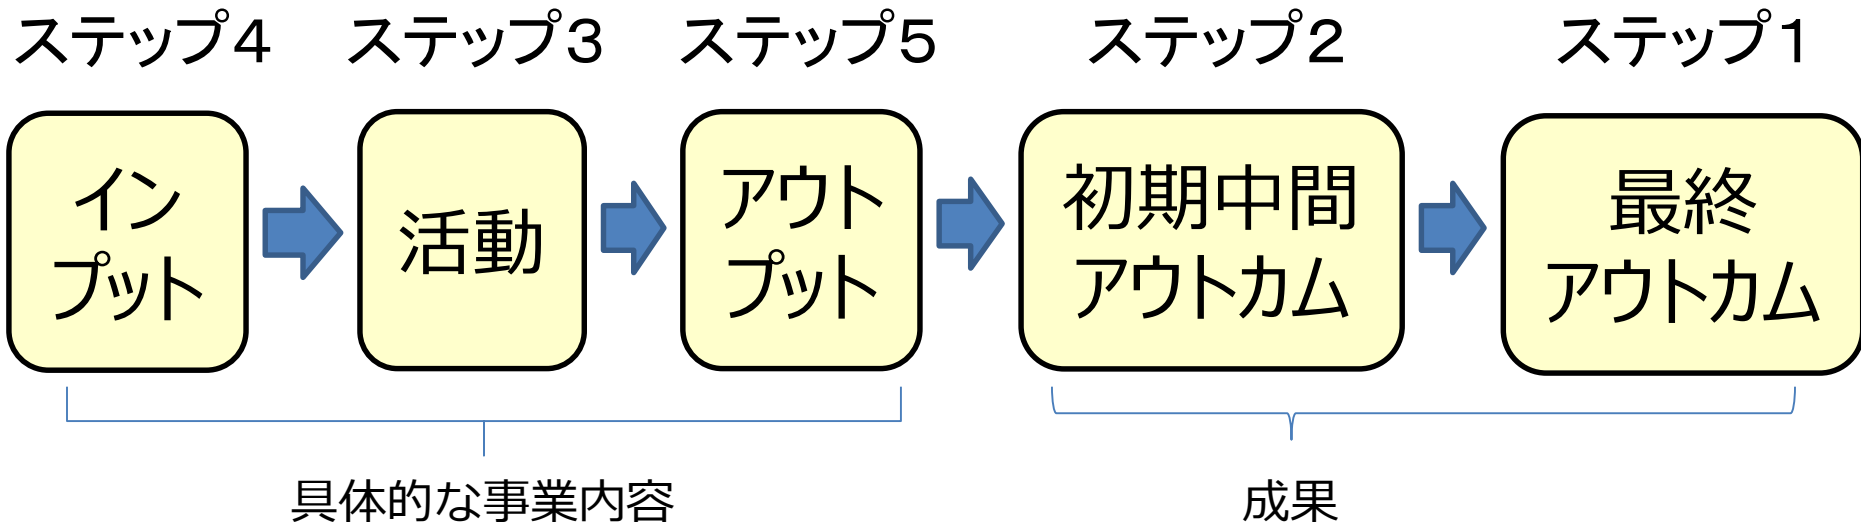 ステップ4 ステップ3 ステップ5 ステップ2 ステップ1
イン
プット
活動
アウト
プット
初期中間
アウトカム
最終
アウトカム
具体的な事業内容
成果